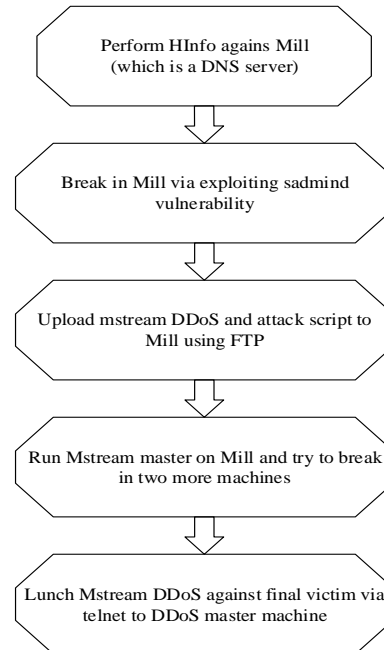 Perform HInfo agains Mill
(which is a DNS server)
Break in Mill via exploiting sadmind
vulnerability
Upload mstream DDoS and attack script to
Mill using FTP
Run Mstream master on Mill and try to break
in two more machines
Lunch Mstream DDoS against final victim via
telnet to DDoS master machine